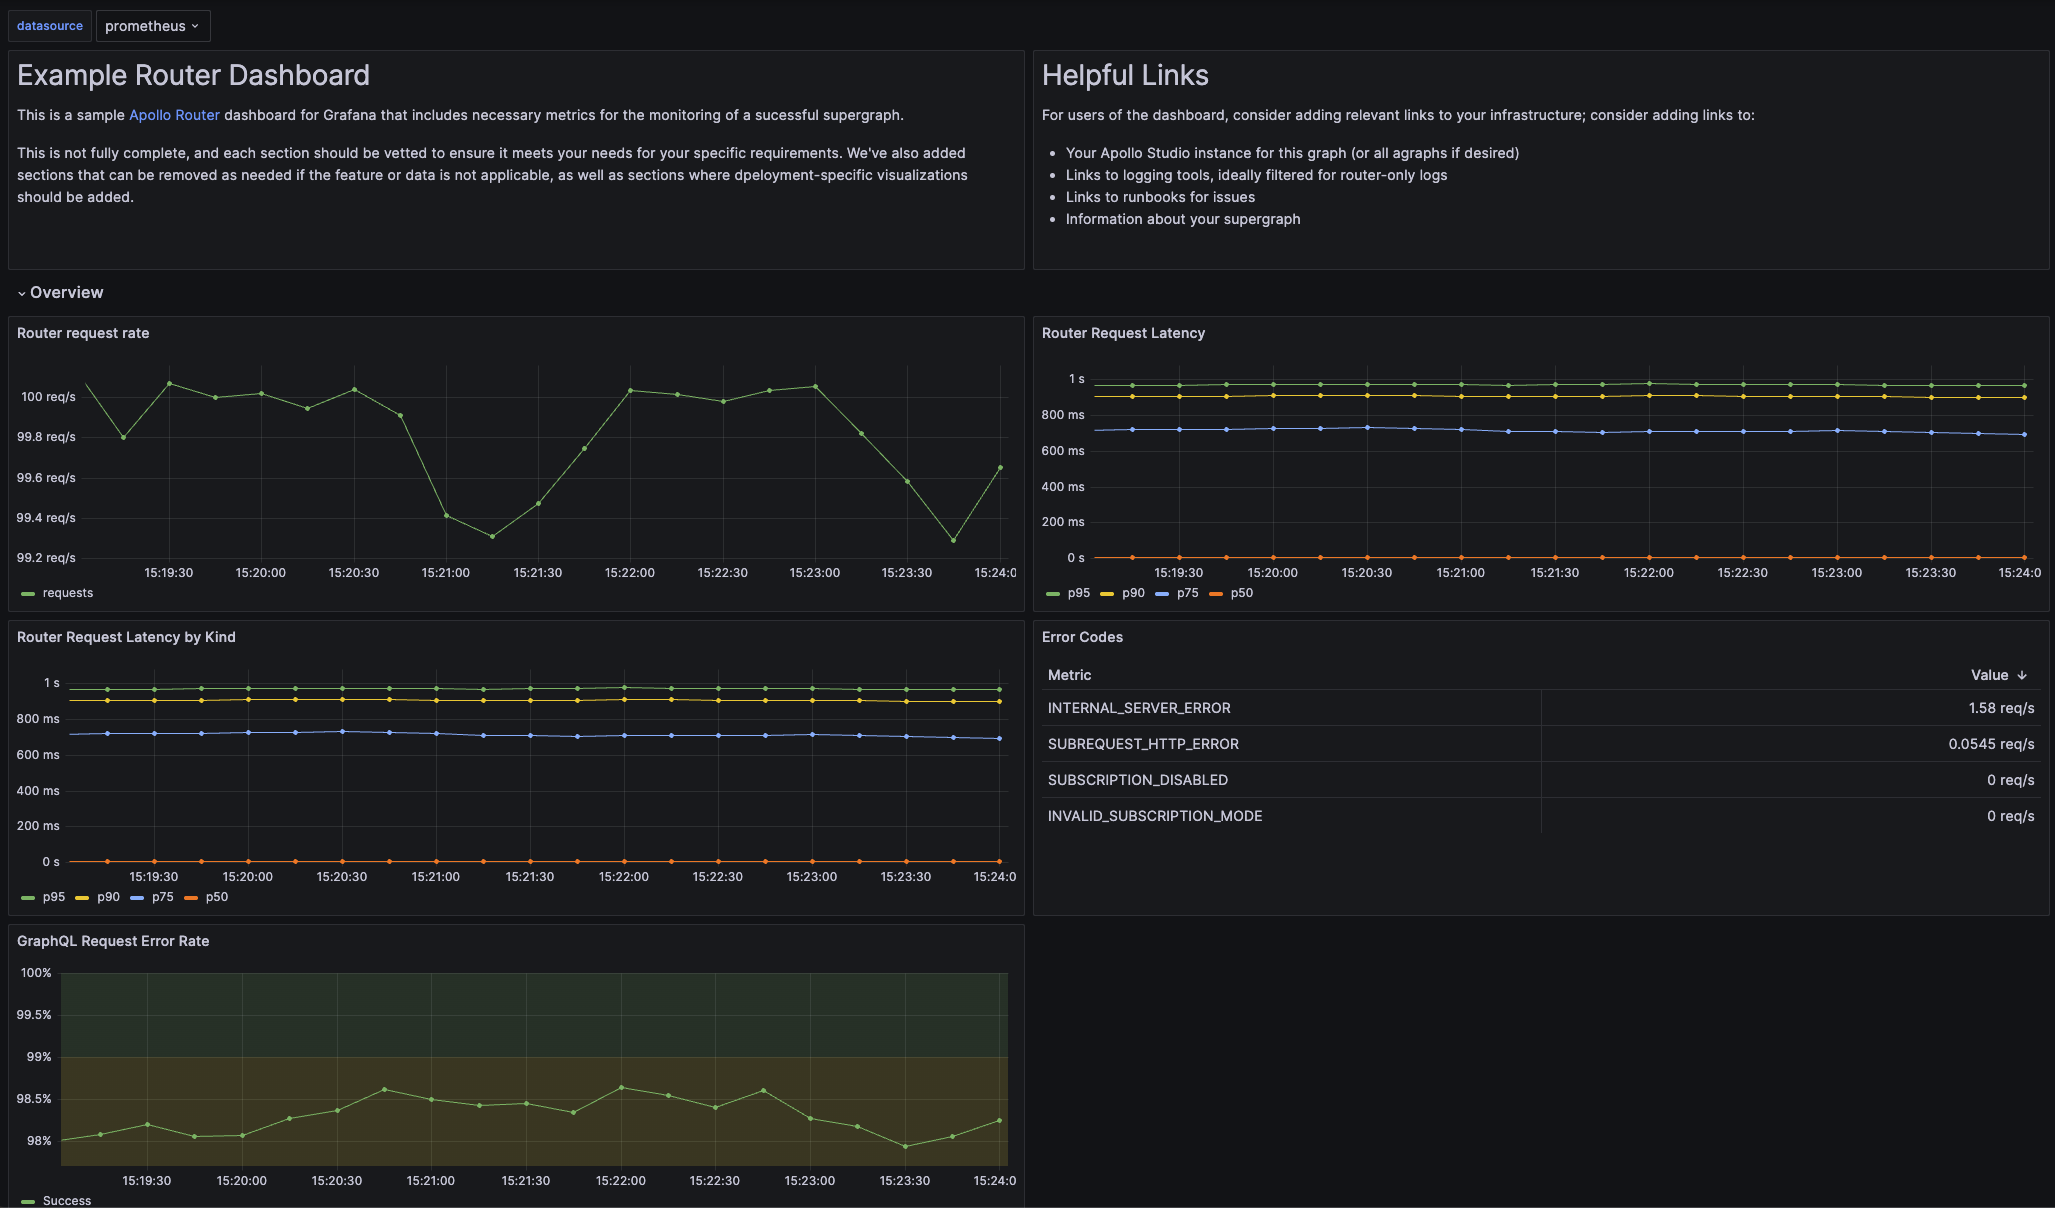 datasource
prometheus
Example Router Dashboard
This is a sample Apollo Router dashboard for Grafana that includes necessary metrics for the monitoring of a sucessful supergraph.
This is not fully complete, and each section should be vetted to ensure it meets your needs for your specific requirements. We've also added
sections that can be removed as needed if the feature or data is not applicable, as well as sections where dpeloyment-specific visualizations
should be added.
Helpful Links
For users of the dashboard, consider adding relevant links to your infrastructure; consider adding links to:
Your Apollo Studio instance for this graph (or all agraphs if desired)
Links to logging tools, ideally filtered for router-only logs
Links to runbooks for issues
Information about your supergraph
Overview
Router request rate
100 req/s
99.8 req/s
99.6 req/s
99.4 req/s
99.2 req/s
15:19:30 15:20:00 15:20:30 15:21:00 15:21:30 15:22:00 15:22:30 15:23:00 15:23:30 15:24:0
requests
Router Request Latency
1 s
800 ms
600 ms
400 ms
200 ms
0 s
15:19:30 15:20:00 15:20:30 15:21:00 15:21:30 15:22:00 15:22:30 15:23:00 15:23:30 15:24:0
p95 p90 p75 p50
Router Request Latency by Kind
1 s
800 ms
600 ms
400 ms
200 ms
0 s
15:19:30 15:20:00 15:20:30 15:21:00 15:21:30 15:22:00 15:22:30 15:23:00 15:23:30 15:24:0
p95 p90 p75 p50
Error Codes
Metric Value
INTERNAL_SERVER_ERROR 1.58 req/s
SUBREQUEST_HTTP_ERROR 0.0545 req/s
SUBSCRIPTION_DISABLED 0 req/s
INVALID_SUBSCRIPTION_MODE 0 req/s
GraphQL Request Error Rate
100%
99.5%
99%
98.5%
98%
15:19:30 15:20:00 15:20:30 15:21:00 15:21:30 15:22:00 15:22:30 15:23:00 15:23:30 15:24:0
Success